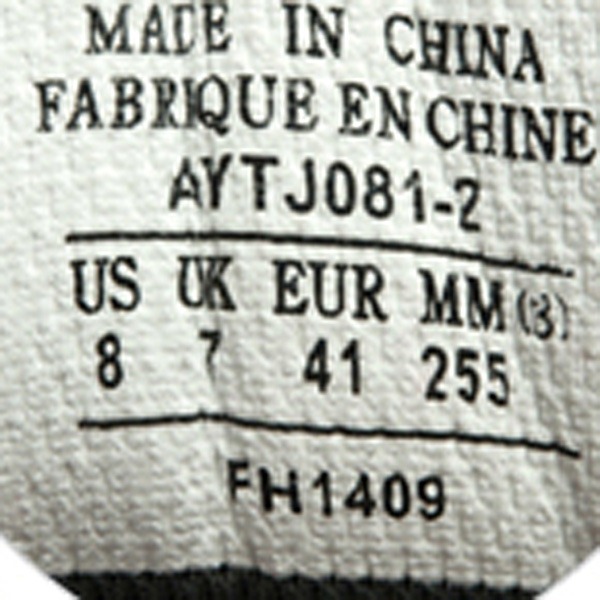 MADE IN CHINA
FABRIQUE EN CHINE
AYTJ081-2
US UK EUR MM (3)
8 7 41 255
FH1409